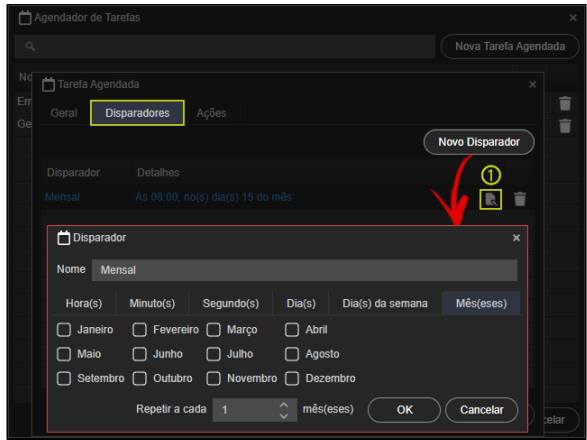 Agendador de Tarefas ×
Nova Tarefa Agendada
No
Tarefa Agendada ×
Em
Ge
Geral Disparadores Ações
Novo Disparador
Disparador Detalhes
1
Mensal Ás 08:00, no(s) dia(s) 15 do mês
Disparador ×
Nome Mensal
Hora(s) Minuto(s) Segundo(s) Dia(s) Dia(s) da semana Mês(eses)
Janeiro Fevereiro Março Abril
Maio Junho Julho Agosto
Setembro Outubro Novembro Dezembro
Repetir a cada 1 mês(eses) OK Cancelar
celar